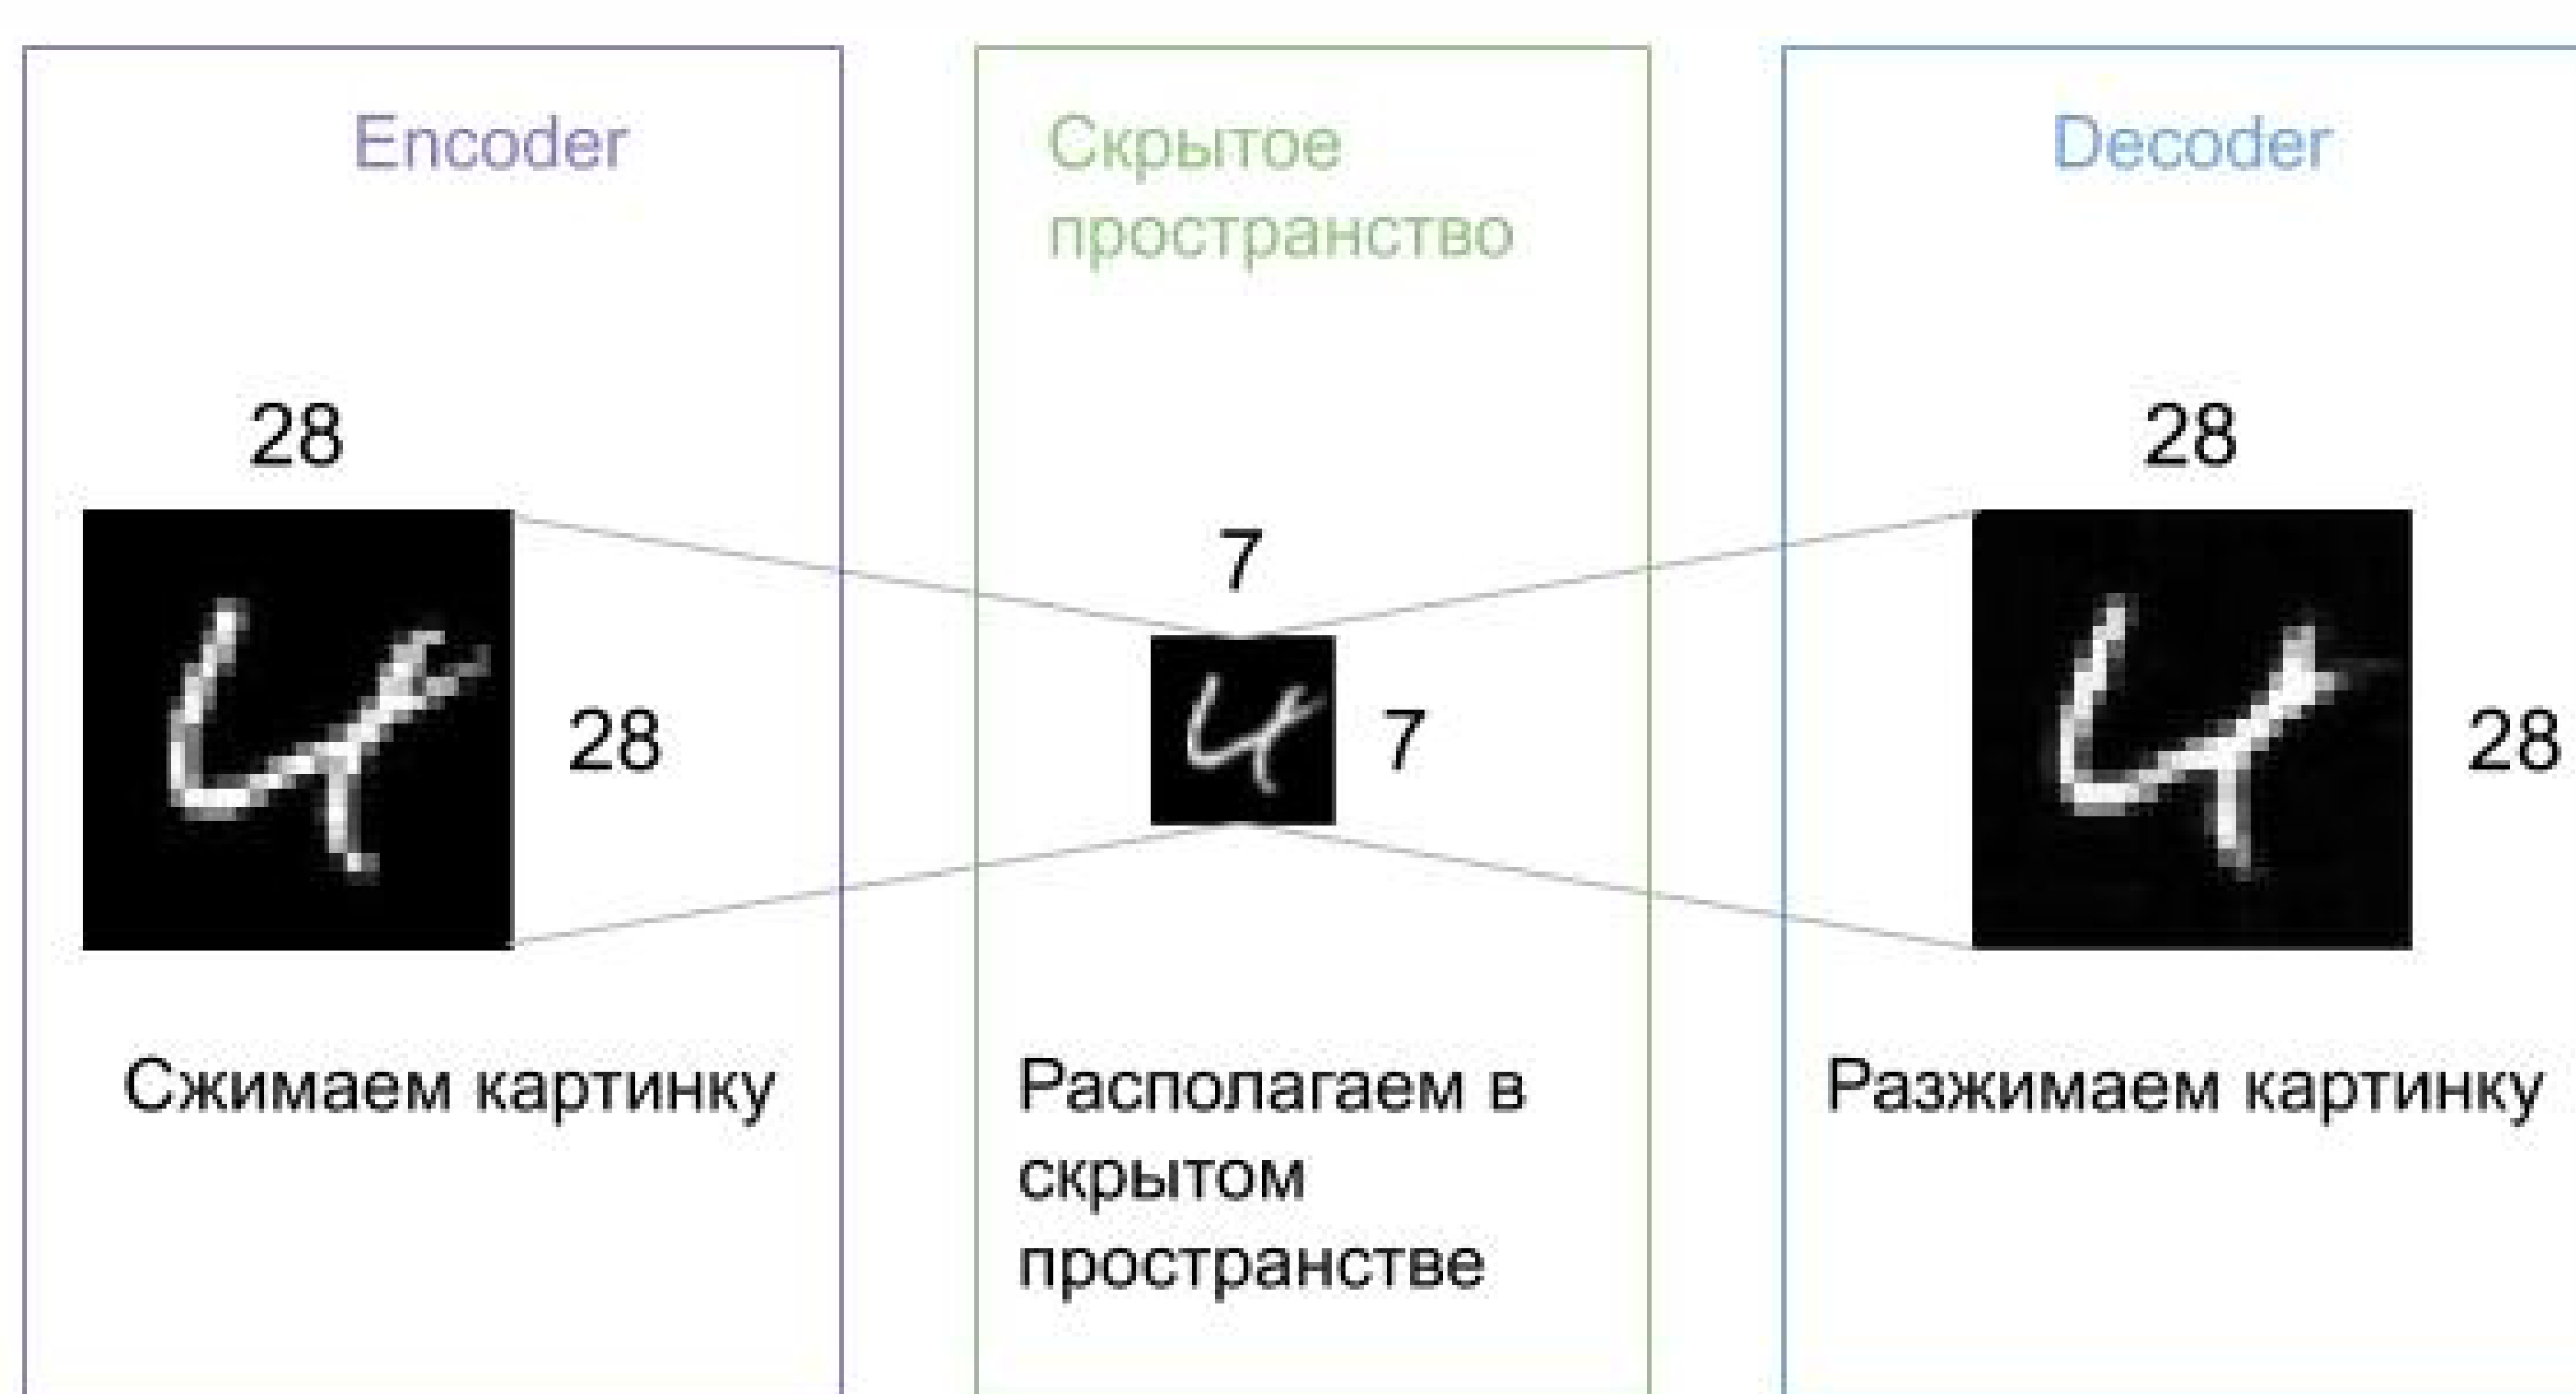 Encoder
28
28
Сжимаем картинку
Скрытое
пространство
7
7
Располагаем в
скрытом
пространстве
Decoder
28
28
Разжимаем картинку